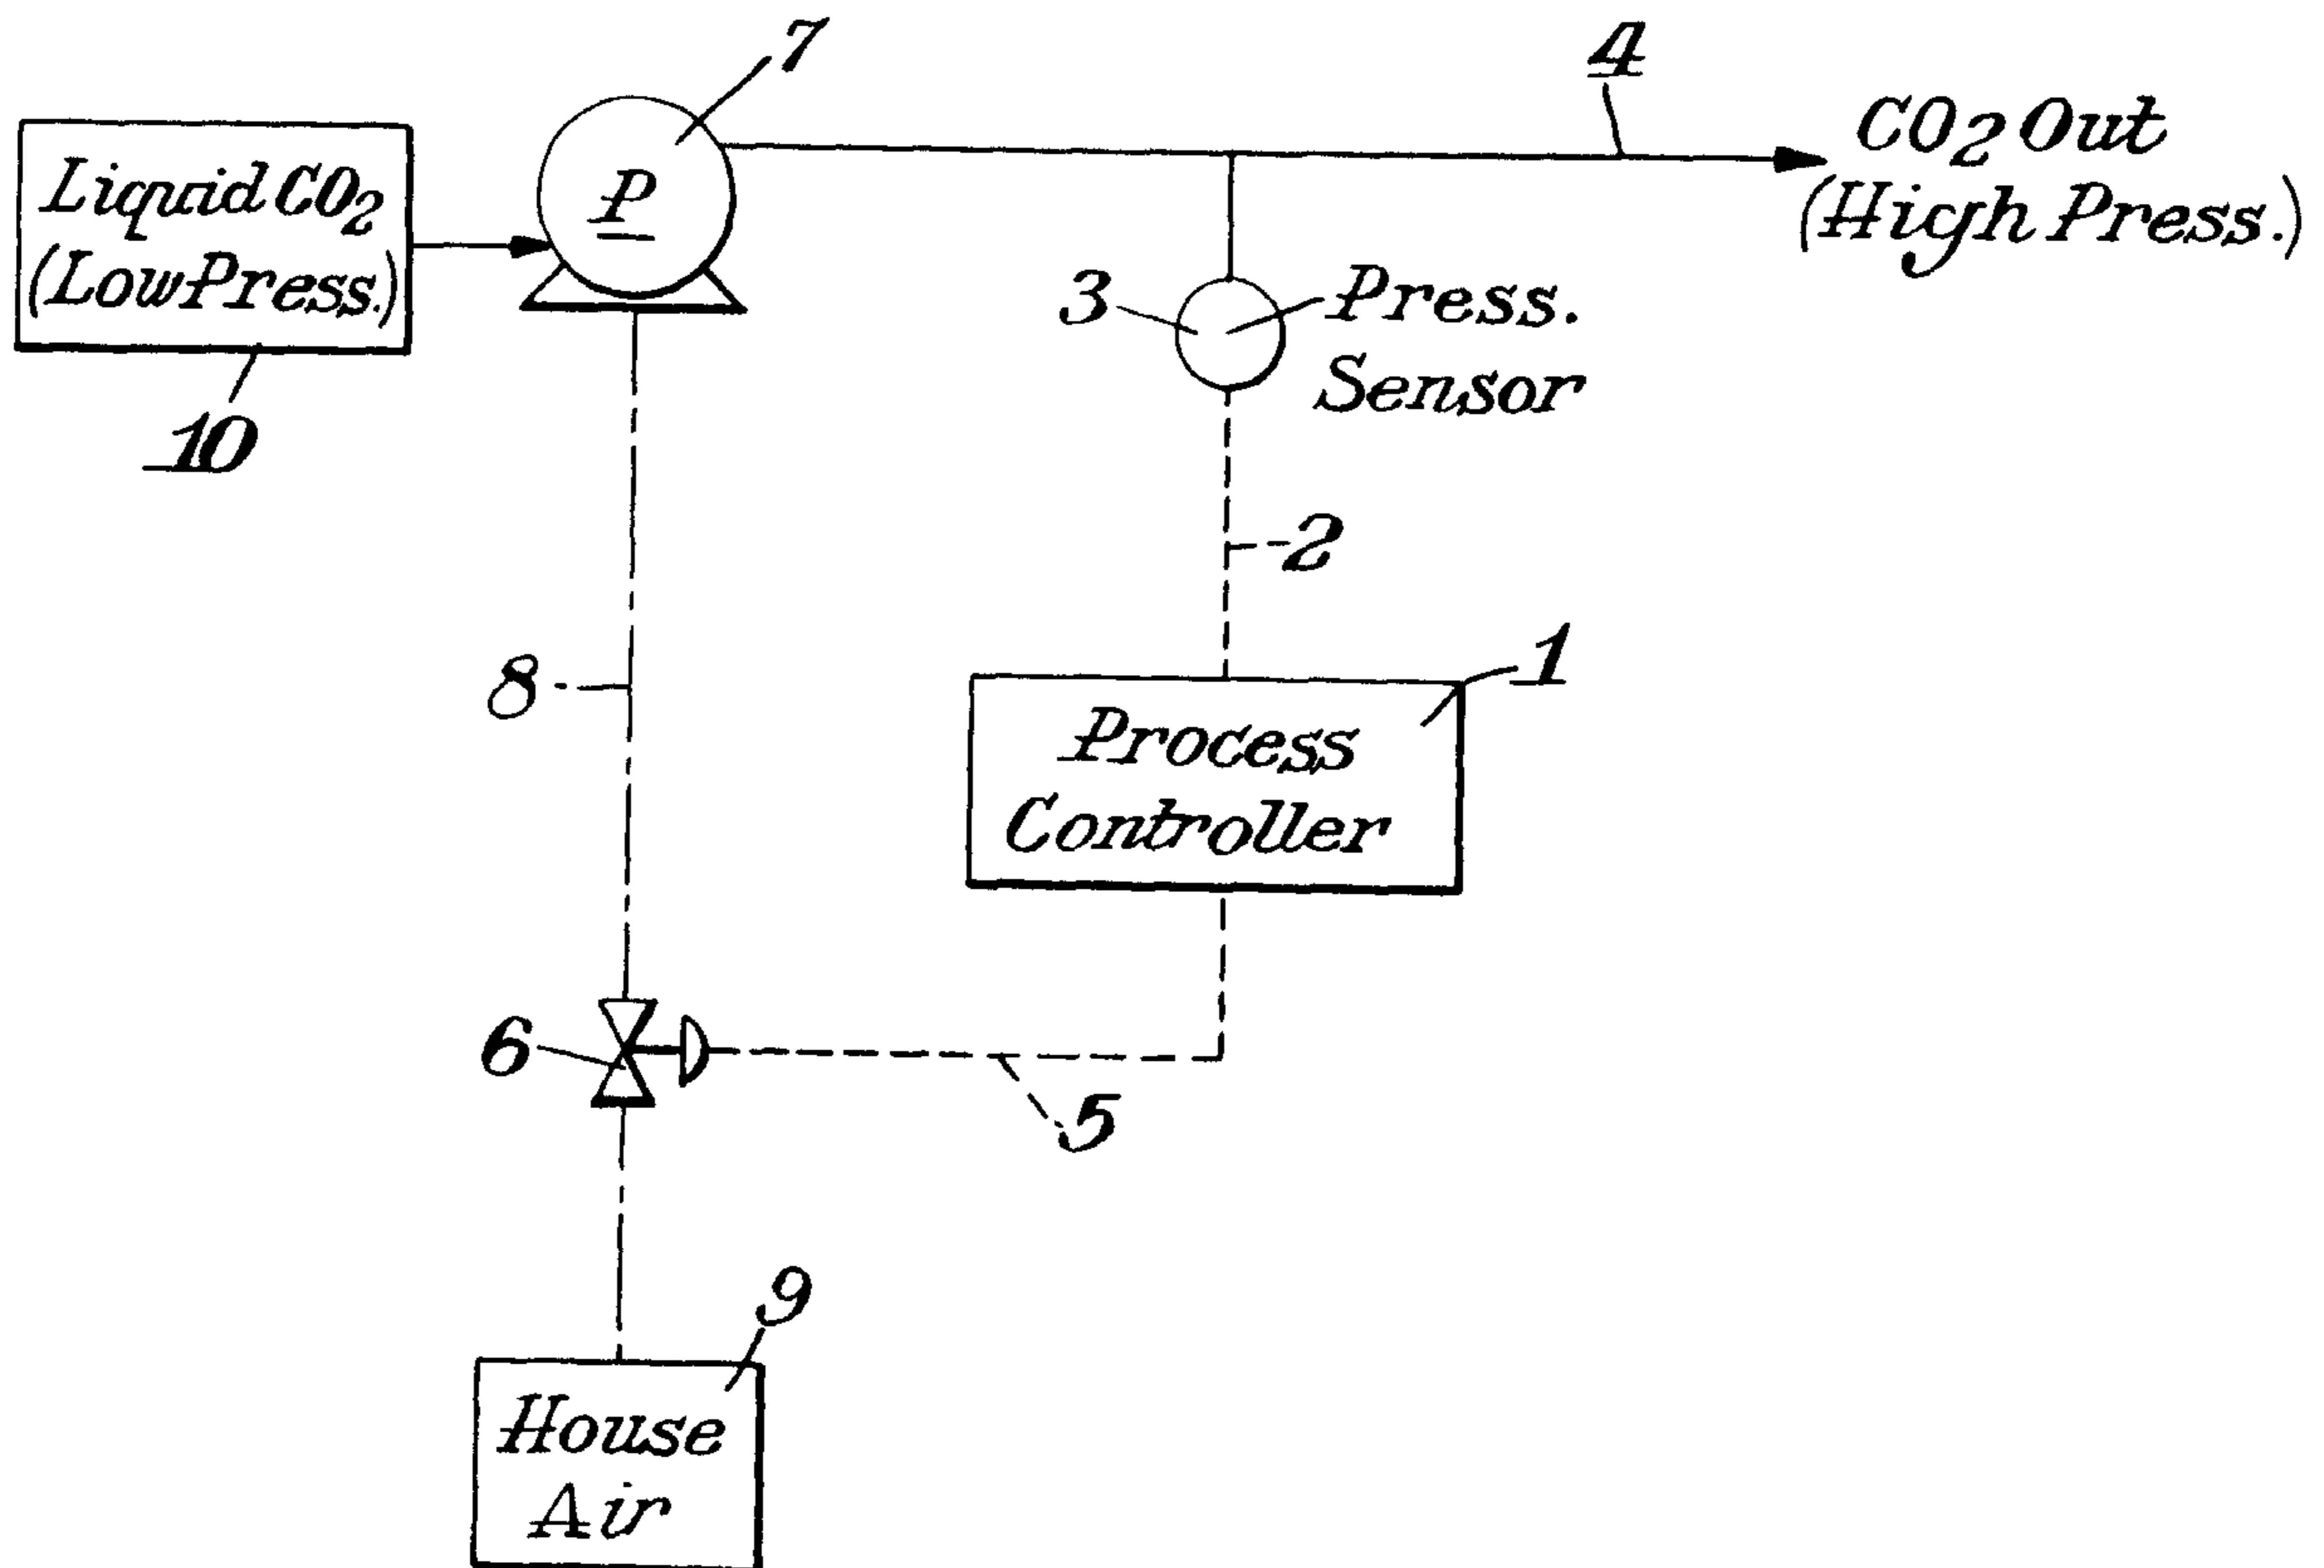 7
4
CO2 Out
(High Press.)
Liquid CO2
(Low Press.)
P
3
Press.
Sensor
10
2
8
1
Process
Controller
6
5
9
House
Air